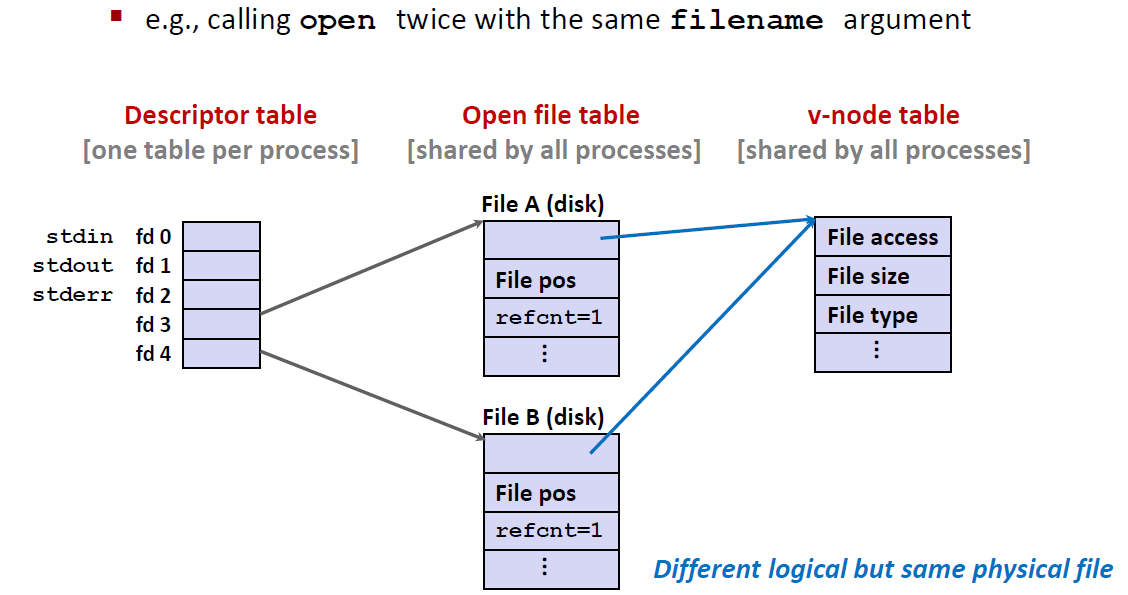 ▪ e.g., calling open twice with the same filename argument
Descriptor table
[one table per process]
Open file table
[shared by all processes]
v-node table
[shared by all processes]
stdin fd 0
stdout fd 1
stderr fd 2
fd 3
fd 4
File A (disk)
File pos
refcnt=1
⋮
File B (disk)
File pos
refcnt=1
⋮
File access
File size
File type
⋮
Different logical but same physical file